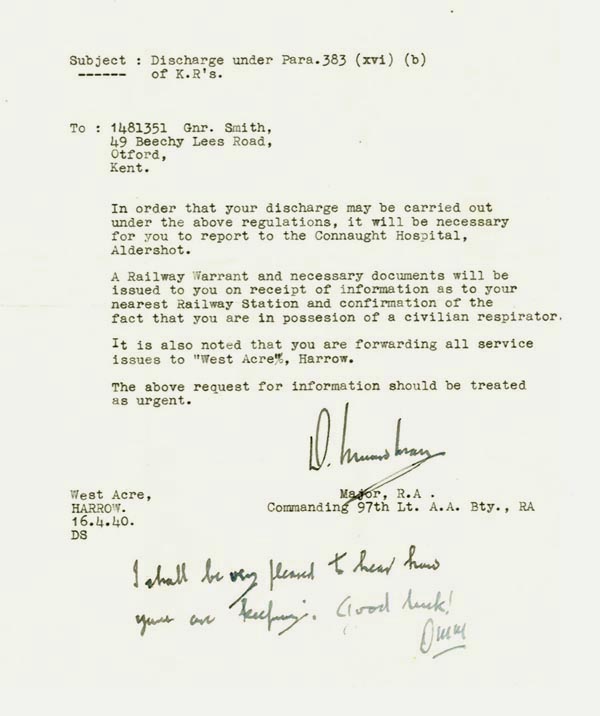 Subject : Discharge under Para.383 (xvi) (b)
------ of K.R's.
To : 1481351 Gnr. Smith,
49 Beechy Lees Road,
Otford,
Kent.
In order that your discharge may be carried out
under the above regulations, it will be necessary
for you to report to the Connaught Hospital,
Aldershot.
A Railway Warrant and necessary documents will be
issued to you on receipt of information as to your
nearest Railway Station and confirmation of the
fact that you are in possesion of a civilian respirator.
It is also noted that you are forwarding all service
issues to "West Acre", Harrow.
The above request for information should be treated
as urgent.
D.
West Acre,
HARROW.
16.4.40.
DS
Major, R.A .
Commanding 97th Lt. A.A. Bty., RA
I shall be very pleased to hear how
you are keeping. Good luck!